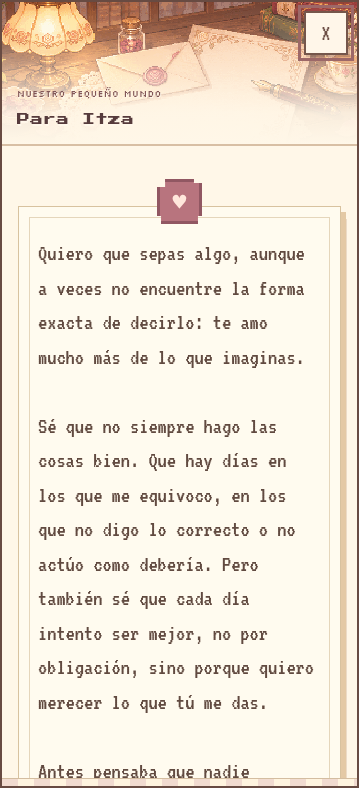 X
NUESTRO PEQUEÑO MUNDO
Para Itza
Quiero que sepas algo, aunque
a veces no encuentre la forma
exacta de decirlo: te amo
mucho más de lo que imaginas.
Sé que no siempre hago las
cosas bien. Que hay días en
los que me equivoco, en los
que no digo lo correcto o no
actúo como debería. Pero
también sé que cada día
intento ser mejor, no por
obligación, sino porque quiero
merecer lo que tú me das.
Antes pensaba que nadie